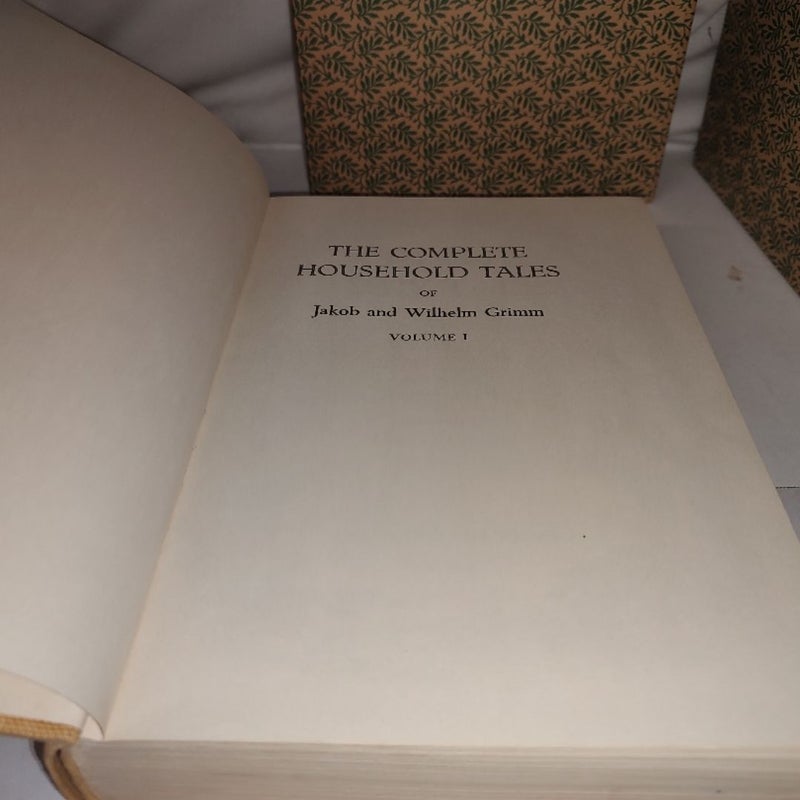 THE COMPLETE
HOUSEHOLD TALES
OF
Jakob and Wilhelm Grimm
VOLUME I